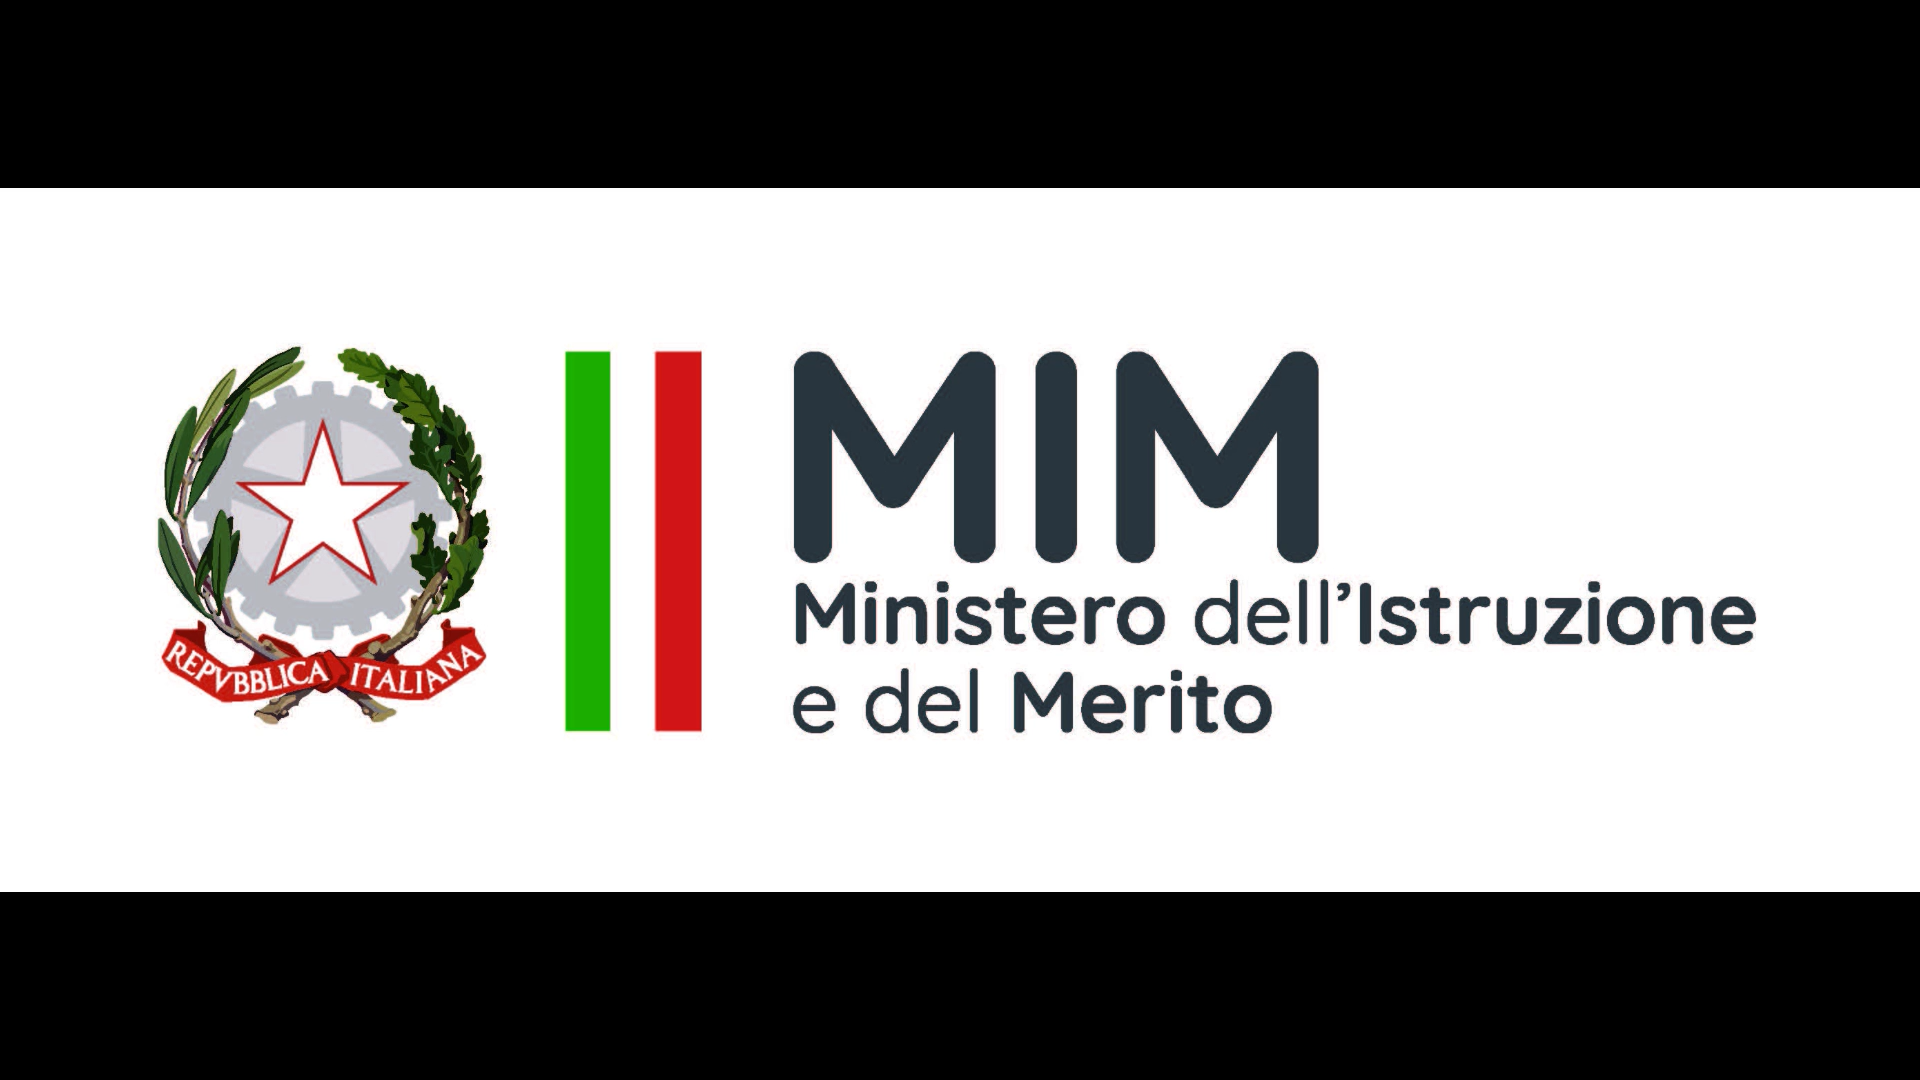 REPVBBLICA ITALIANA
MIM
Ministero dell’Istruzione
e del Merito